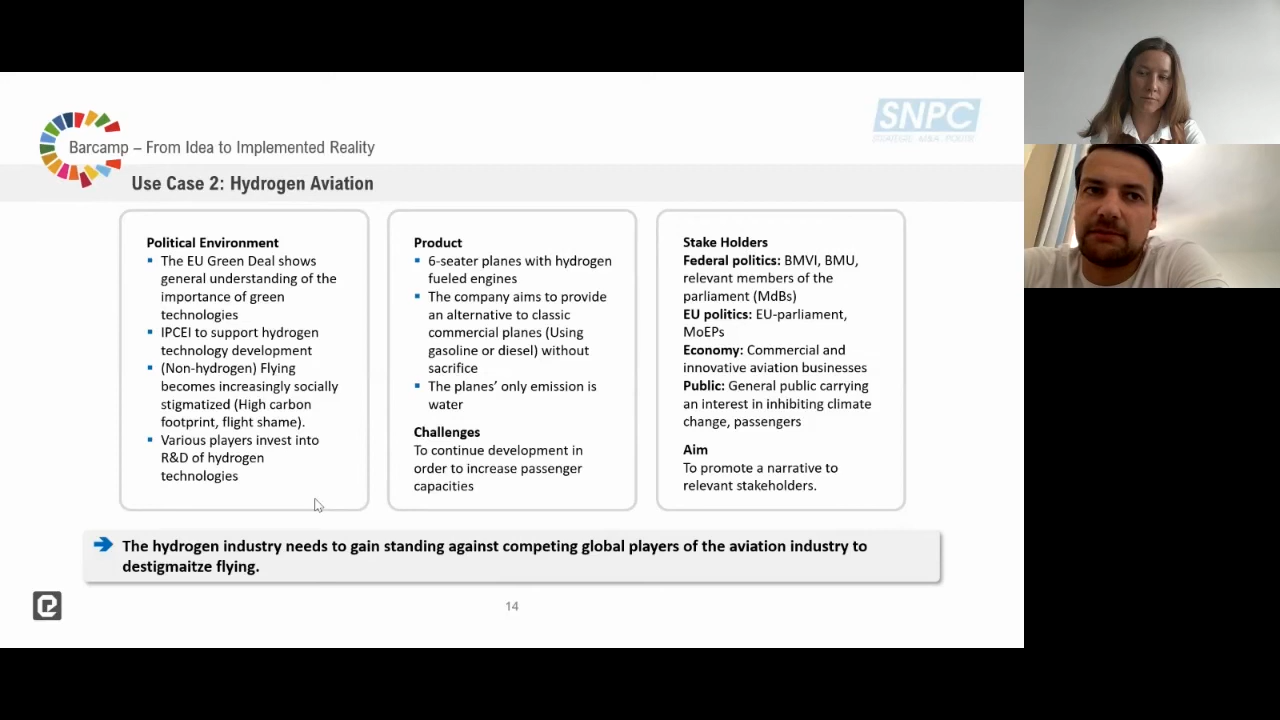 SNPC
STRATEGIE M&A POLITIK
Barcamp – From Idea to Implemented Reality
Use Case 2: Hydrogen Aviation
Political Environment
▪ The EU Green Deal shows
general understanding of the
importance of green
technologies
▪ IPCEI to support hydrogen
technology development
▪ (Non-hydrogen) Flying
becomes increasingly socially
stigmatized (High carbon
footprint, flight shame).
▪ Various players invest into
R&D of hydrogen
technologies
Product
▪ 6-seater planes with hydrogen
fueled engines
▪ The company aims to provide
an alternative to classic
commercial planes (Using
gasoline or diesel) without
sacrifice
▪ The planes’ only emission is
water
Challenges
To continue development in
order to increase passenger
capacities
Stake Holders
Federal politics: BMVI, BMU,
relevant members of the
parliament (MdBs)
EU politics: EU-parliament,
MoEPs
Economy: Commercial and
innovative aviation businesses
Public: General public carrying
an interest in inhibiting climate
change, passengers
Aim
To promote a narrative to
relevant stakeholders.
The hydrogen industry needs to gain standing against competing global players of the aviation industry to
destigmaitze flying.
14